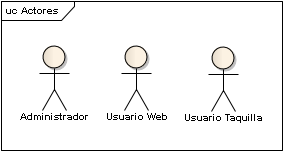 uc Actores
Administrador
Usuario Web
Usuario Taquilla